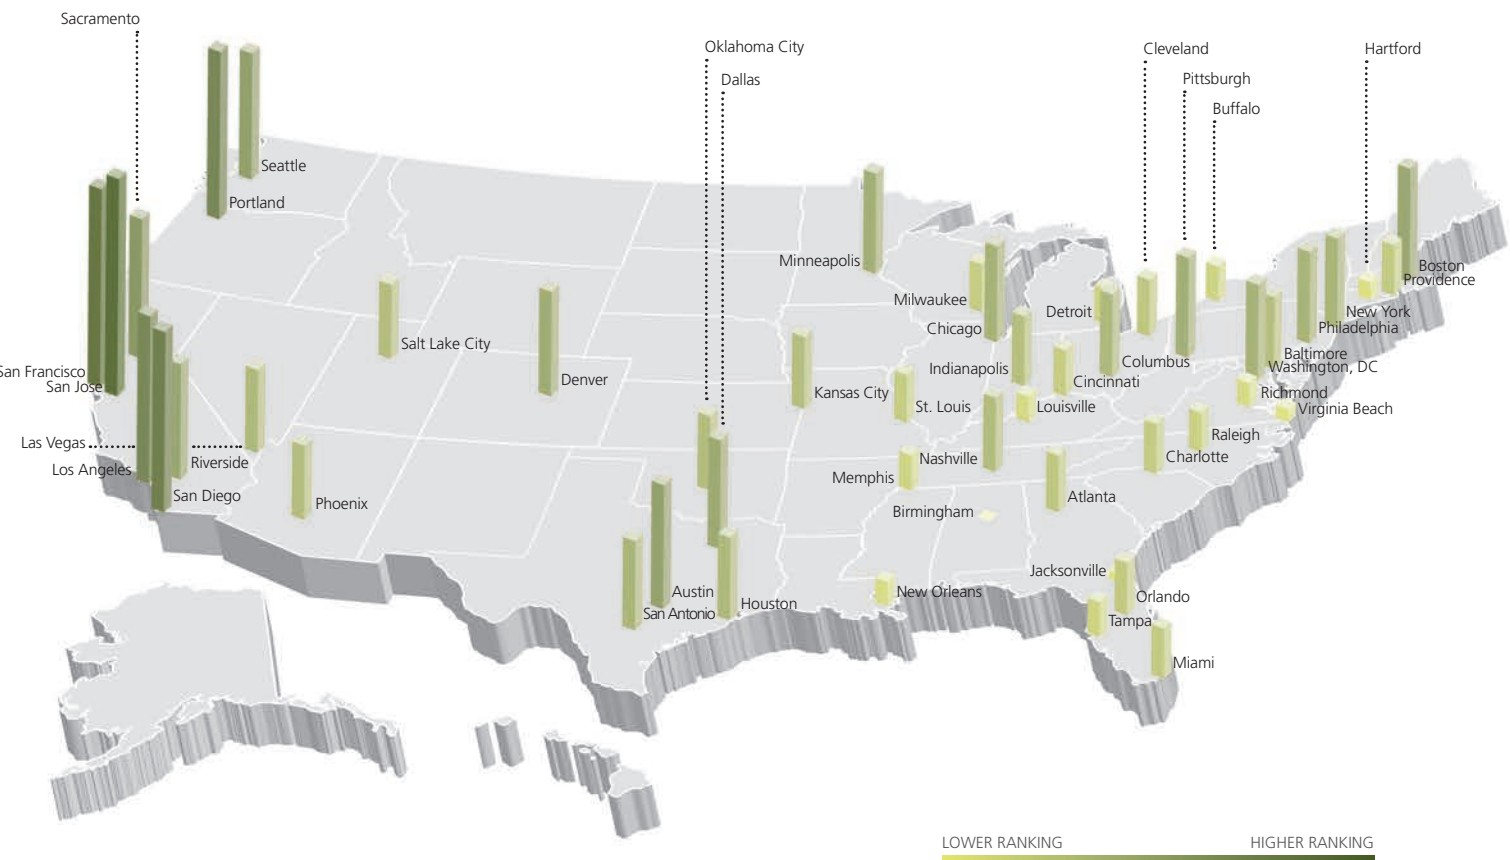 Sacramento
Oklahoma City
Cleveland
Hartford
Dallas
Pittsburgh
Buffalo
Seattle
Portland
Minneapolis
Boston
Providence
Milwaukee
Detroit
New York
Chicago
Philadelphia
Salt Lake City
Baltimore
Columbus
Washington, DC
San Francisco
Indianapolis
Denver
Cincinnati
San Jose
Kansas City
Richmond
St. Louis
Louisville
Virginia Beach
Las Vegas
Raleigh
Los Angeles
Riverside
Nashville
Charlotte
Memphis
San Diego
Phoenix
Atlanta
Birmingham
Jacksonville
Austin
New Orleans
Orlando
Houston
San Antonio
Tampa
Miami
LOWER RANKING
HIGHER RANKING